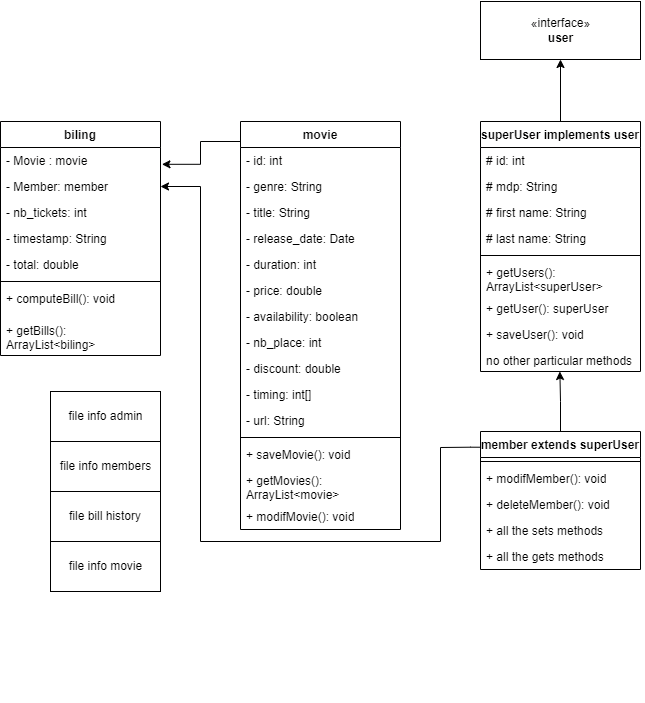 «interface»
user
biling
- Movie : movie
- Member: member
- nb_tickets: int
- timestamp: String
- total: double
+ computeBill(): void
+ getBills():
ArrayList<biling>
movie
- id: int
- genre: String
- title: String
- release_date: Date
- duration: int
- price: double
- availability: boolean
- nb_place: int
- discount: double
- timing: int[]
- url: String
+ saveMovie(): void
+ getMovies():
ArrayList<movie>
+ modifMovie(): void
superUser implements user
# id: int
# mdp: String
# first name: String
# last name: String
+ getUsers():
ArrayList<superUser>
+ getUser(): superUser
+ saveUser(): void
no other particular methods
file info admin
file info members
file bill history
file info movie
member extends superUser
+ modifMember(): void
+ deleteMember(): void
+ all the sets methods
+ all the gets methods